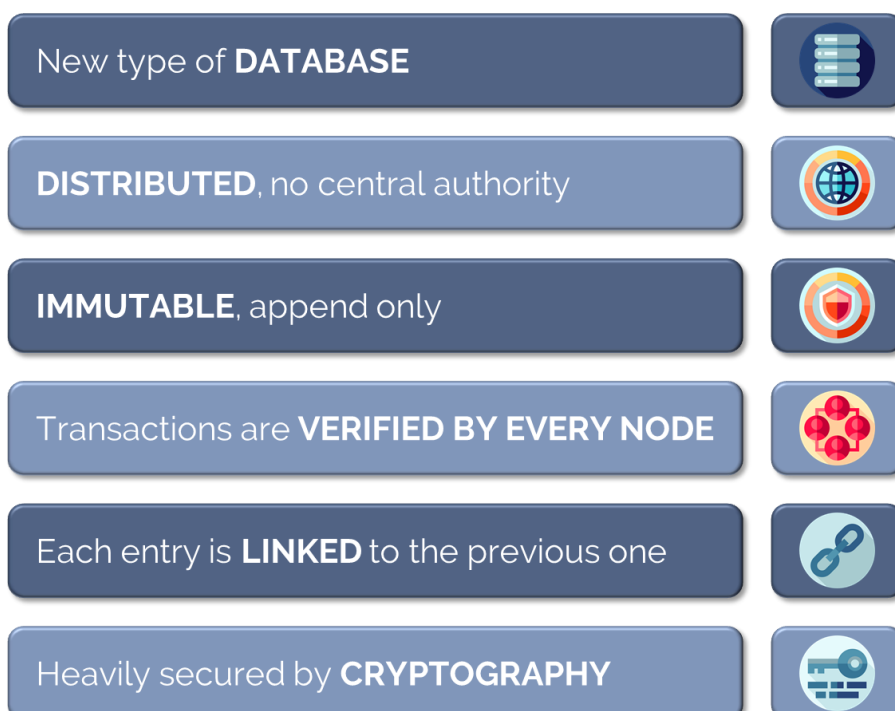 New type of DATABASE
DISTRIBUTED, no central authority
IMMUTABLE, append only
Transactions are VERIFIED BY EVERY NODE
Each entry is LINKED to the previous one
Heavily secured by CRYPTOGRAPHY